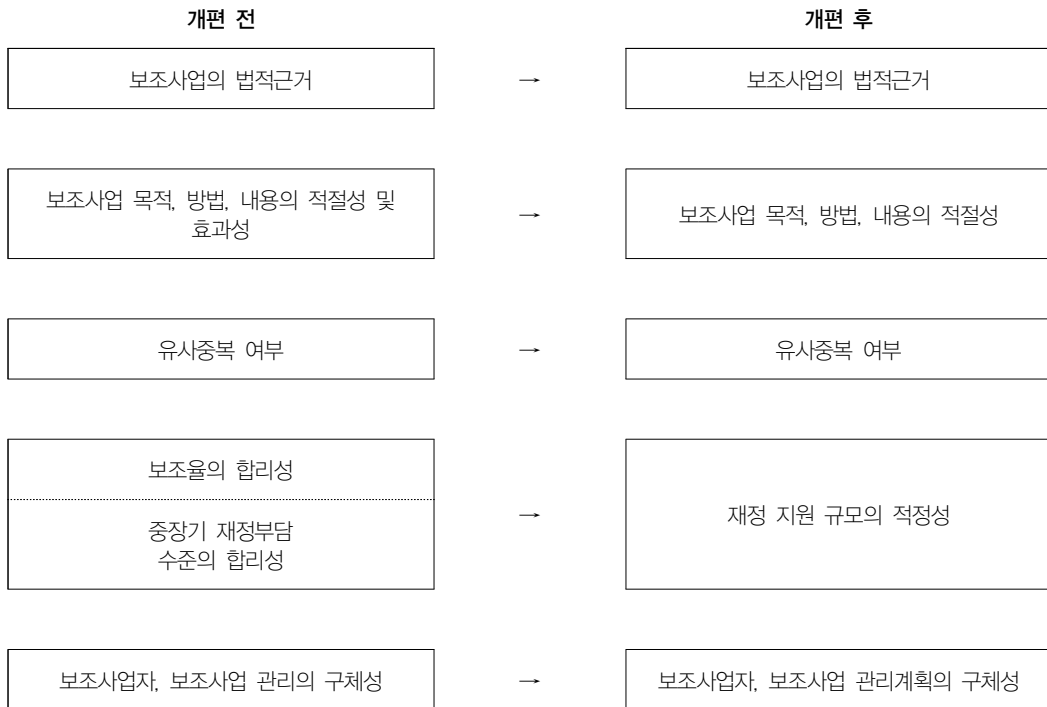 개편 전
개편 후
보조사업의 법적근거
→
보조사업의 법적근거
보조사업 목적, 방법, 내용의 적절성 및
효과성
→
보조사업 목적, 방법, 내용의 적절성
유사중복 여부
→
유사중복 여부
보조율의 합리성
중장기 재정부담
수준의 합리성
→
재정 지원 규모의 적정성
보조사업자, 보조사업 관리의 구체성
→
보조사업자, 보조사업 관리계획의 구체성